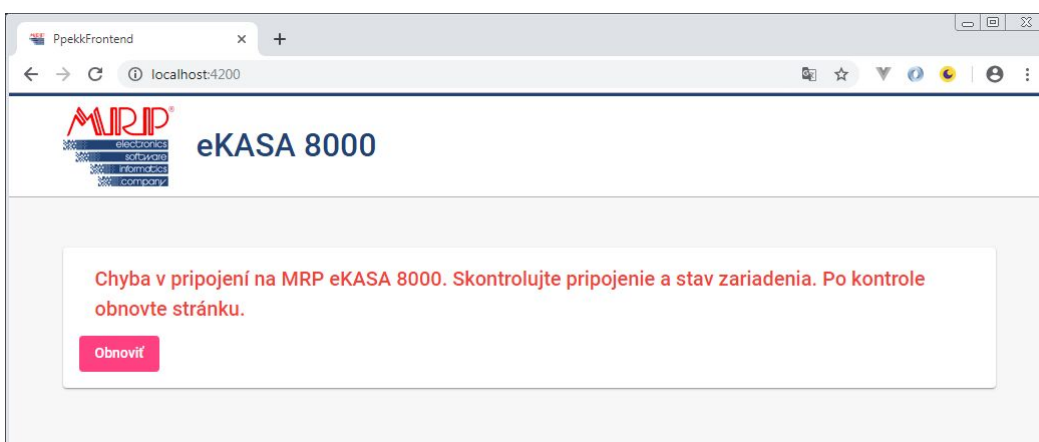 PpekkFrontend
localhost:4200
MRP®
electronics
software
informatics
company
eKASA 8000
Chyba v pripojení na MRP eKASA 8000. Skontrolujte pripojenie a stav zariadenia. Po kontrole
obnovte stránku.
Obnoviť